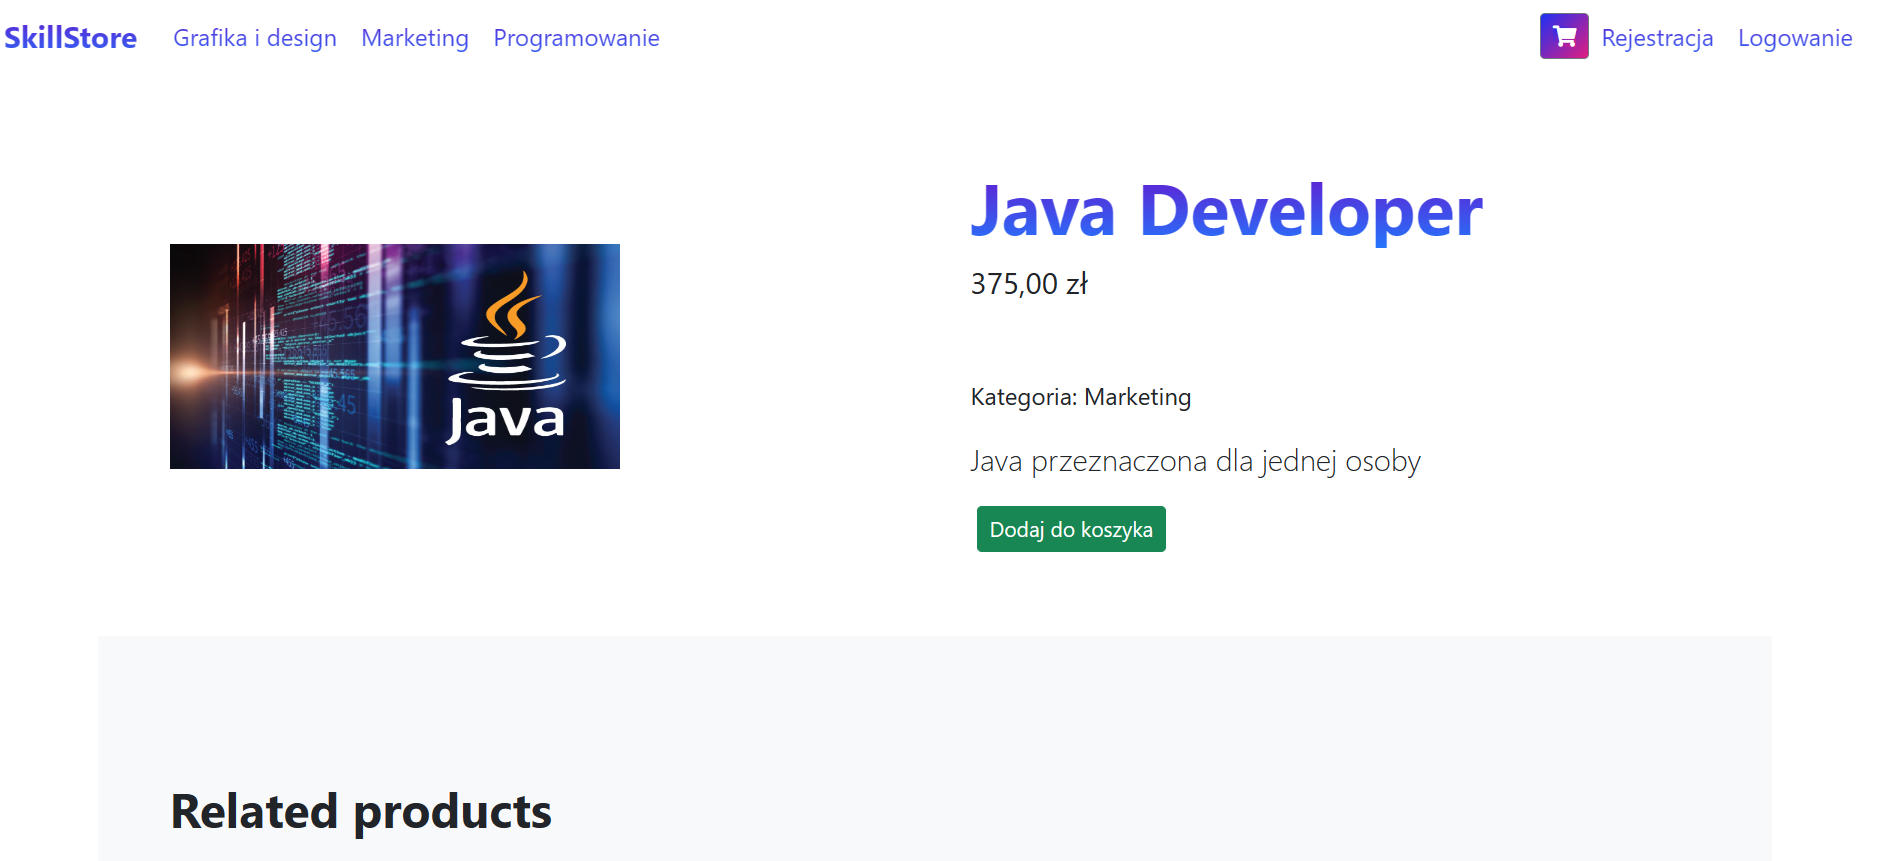 SkillStore Grafika i design Marketing Programowanie Rejestracja Logowanie
Java Developer
375,00 zł
Java
Kategoria: Marketing
Java przeznaczona dla jednej osoby
Dodaj do koszyka
Related products